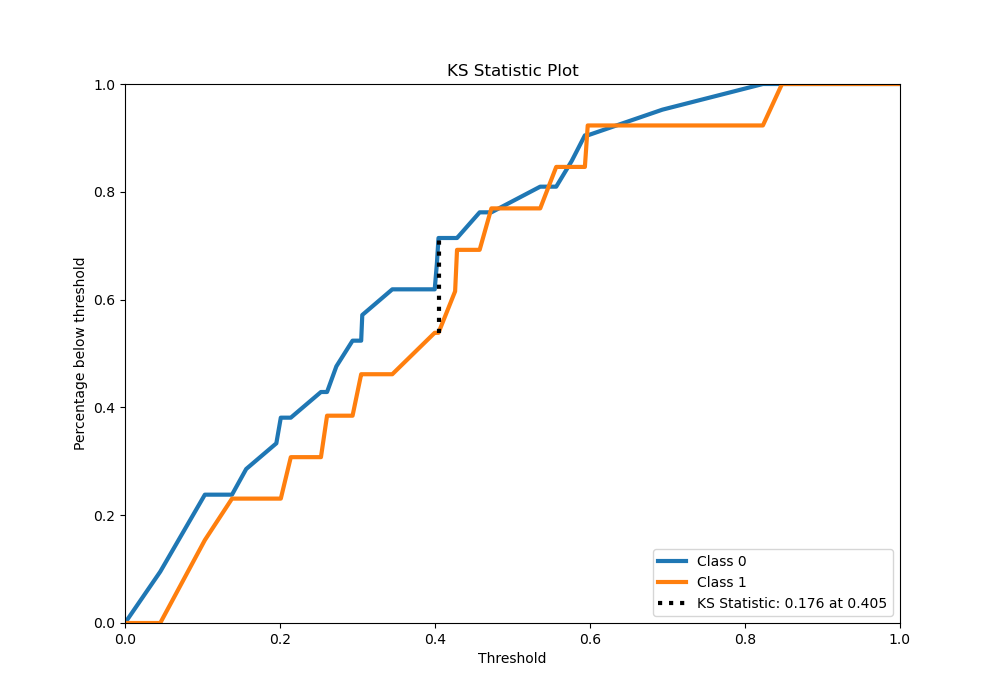 KS Statistic Plot
1.0
0.8
0.6
0.4
0.2
0.0
Percentage below threshold
0.0 0.2 0.4 0.6 0.8 1.0
Threshold
Class 0
Class 1
KS Statistic: 0.176 at 0.405